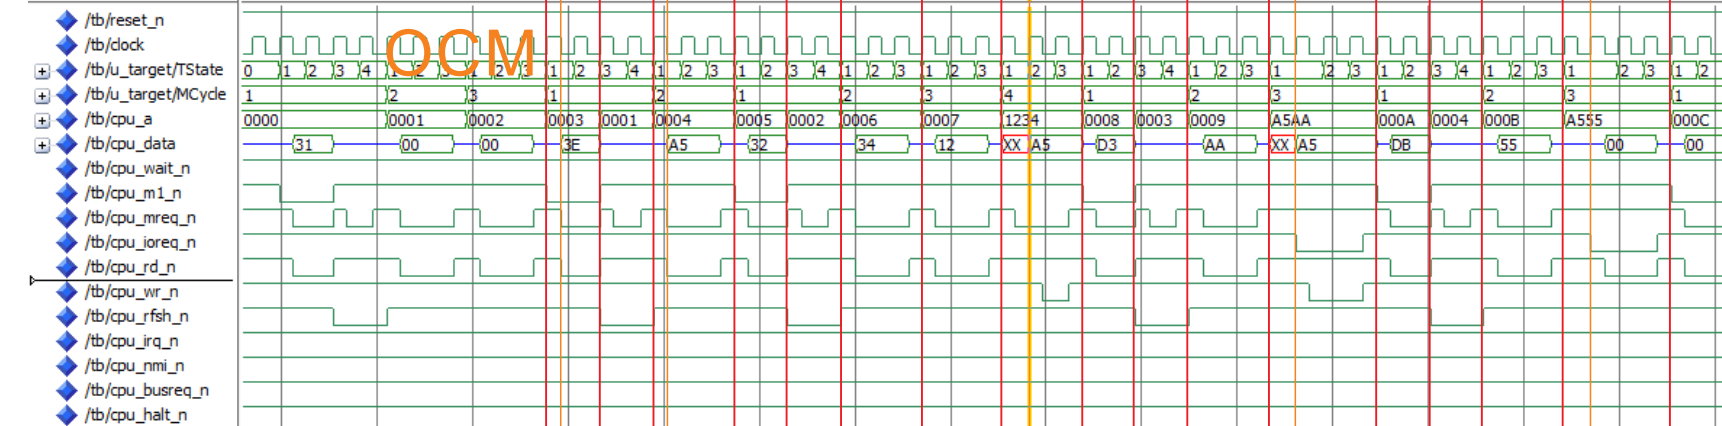 /tb/reset_n
/tb/clock
OCM
/tb/u_target/TState 0 1 2 3 4 1 2 3 1 2 3 1 2 3 4 1 2 3 1 2 3 4 1 2 3 1 2 3 1 2 3 1 2 3 4 1 2 3 1 2 3 1 2 3 4 1 2 3 1 2 3 1 2
/tb/u_target/MCycle 1 2 3 1 2 1 2 3 4 1 2 3 1 2 3 1
/tb/cpu_a 0000 0001 0002 0003 0001 0004 0005 0002 0006 0007 1234 0008 0003 0009 A5AA 000A 0004 000B A555 000C
/tb/cpu_data 31 00 00 3E A5 32 34 12 XX A5 D3 AA XX A5 DB 55 00 00
/tb/cpu_wait_n
/tb/cpu_m1_n
/tb/cpu_mreq_n
/tb/cpu_ioreq_n
/tb/cpu_rd_n
/tb/cpu_wr_n
/tb/cpu_rfsh_n
/tb/cpu_irq_n
/tb/cpu_nmi_n
/tb/cpu_busreq_n
/tb/cpu_halt_n